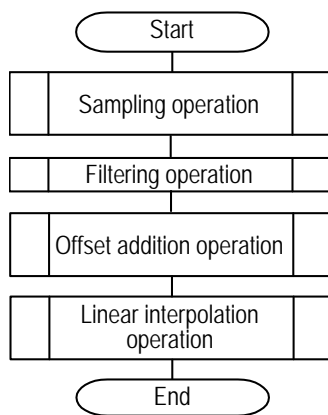 Start
Sampling operation
Filtering operation
Offset addition operation
Linear interpolation
operation
End